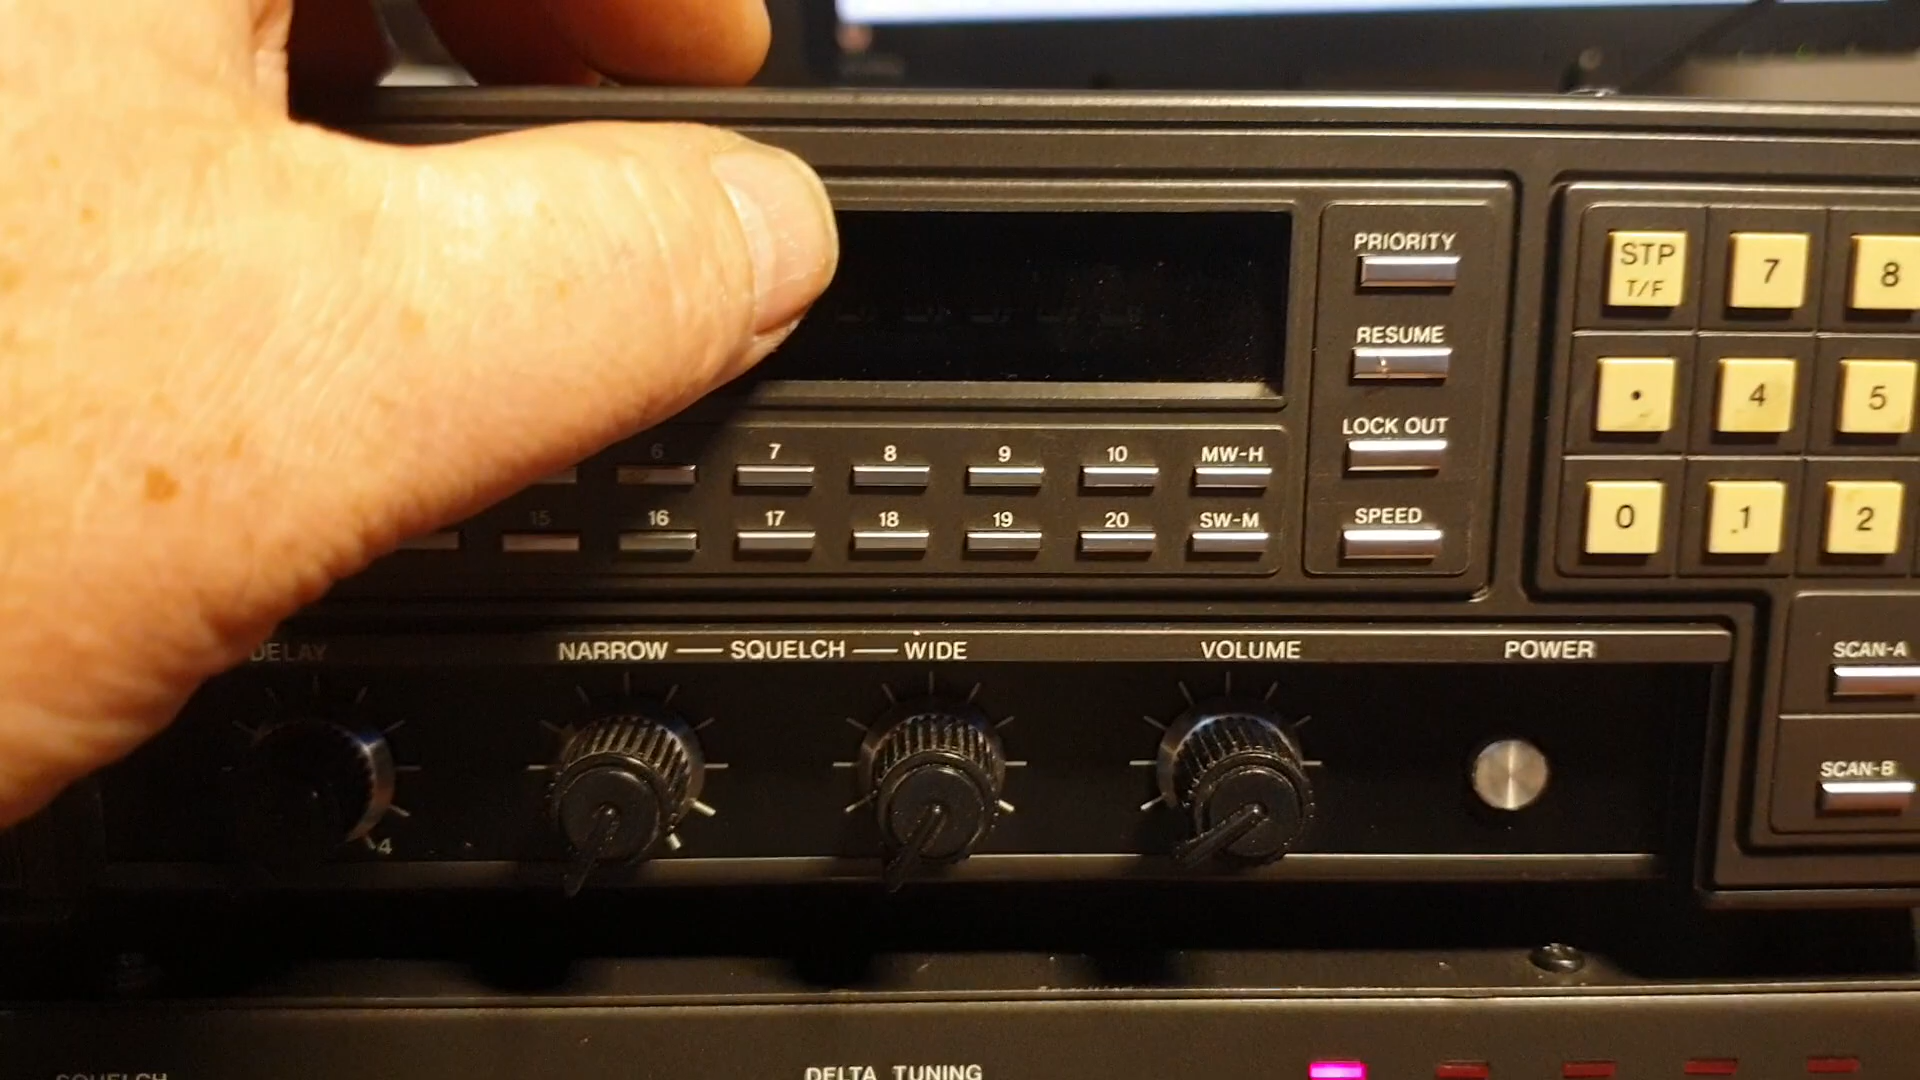 PRIORITY
STP
T/F
7
8
RESUME
.
4
5
LOCK OUT
6
7
8
9
10
MW-H
SPEED
0
1
2
15
16
17
18
19
20
SW-M
DELAY
NARROW — SQUELCH — WIDE
VOLUME
POWER
SCAN-A
SCAN-B
4
SQUELCH
DELTA TUNING